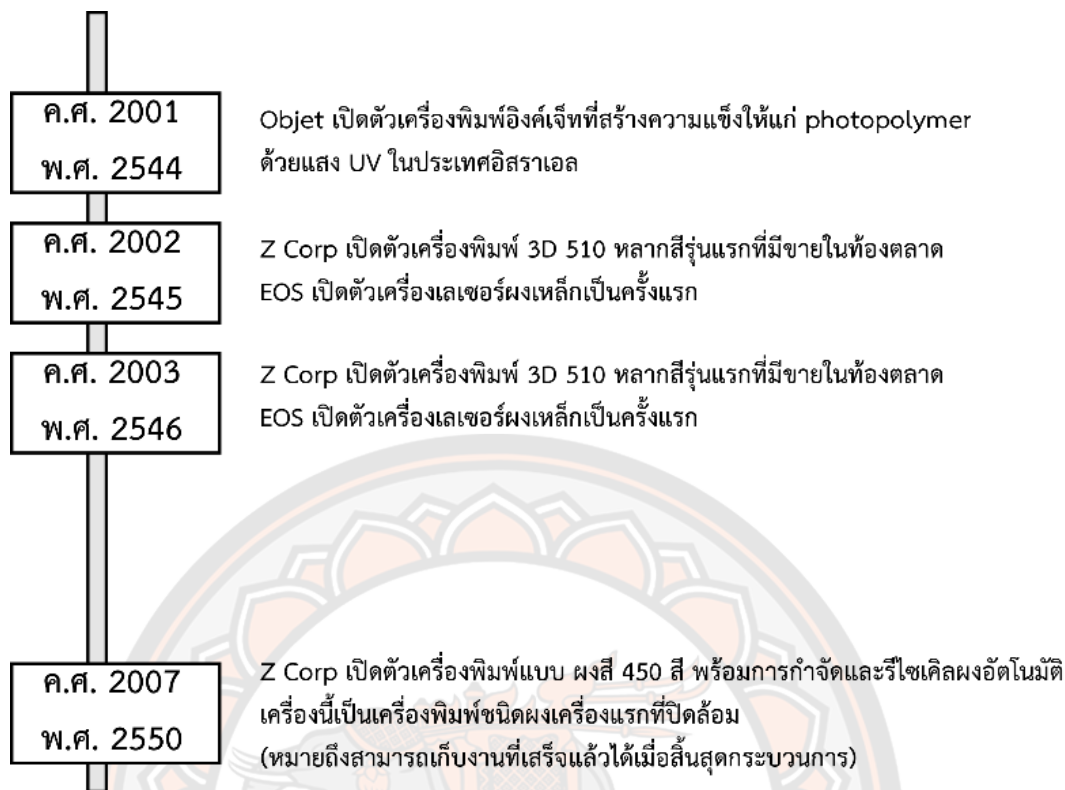 ค.ศ. 2001
พ.ศ. 2544
Objet เปิดตัวเครื่องพิมพ์อิงค์เจ็ทที่สร้างความแข็งให้แก่ photopolymer
ด้วยแสง UV ในประเทศอิสราเอล
ค.ศ. 2002
พ.ศ. 2545
Z Corp เปิดตัวเครื่องพิมพ์ 3D 510 หลากสีรุ่นแรกที่มีขายในท้องตลาด
EOS เปิดตัวเครื่องเลเซอร์ผงเหล็กเป็นครั้งแรก
ค.ศ. 2003
พ.ศ. 2546
Z Corp เปิดตัวเครื่องพิมพ์ 3D 510 หลากสีรุ่นแรกที่มีขายในท้องตลาด
EOS เปิดตัวเครื่องเลเซอร์ผงเหล็กเป็นครั้งแรก
ค.ศ. 2007
พ.ศ. 2550
Z Corp เปิดตัวเครื่องพิมพ์แบบ ผงสี 450 สี พร้อมการกำจัดและรีไซเคิลผงอัตโนมัติ
เครื่องนี้เป็นเครื่องพิมพ์ชนิดผงเครื่องแรกที่ปิดล้อม
(หมายถึงสามารถเก็บงานที่เสร็จแล้วได้เมื่อสิ้นสุดกระบวนการ)